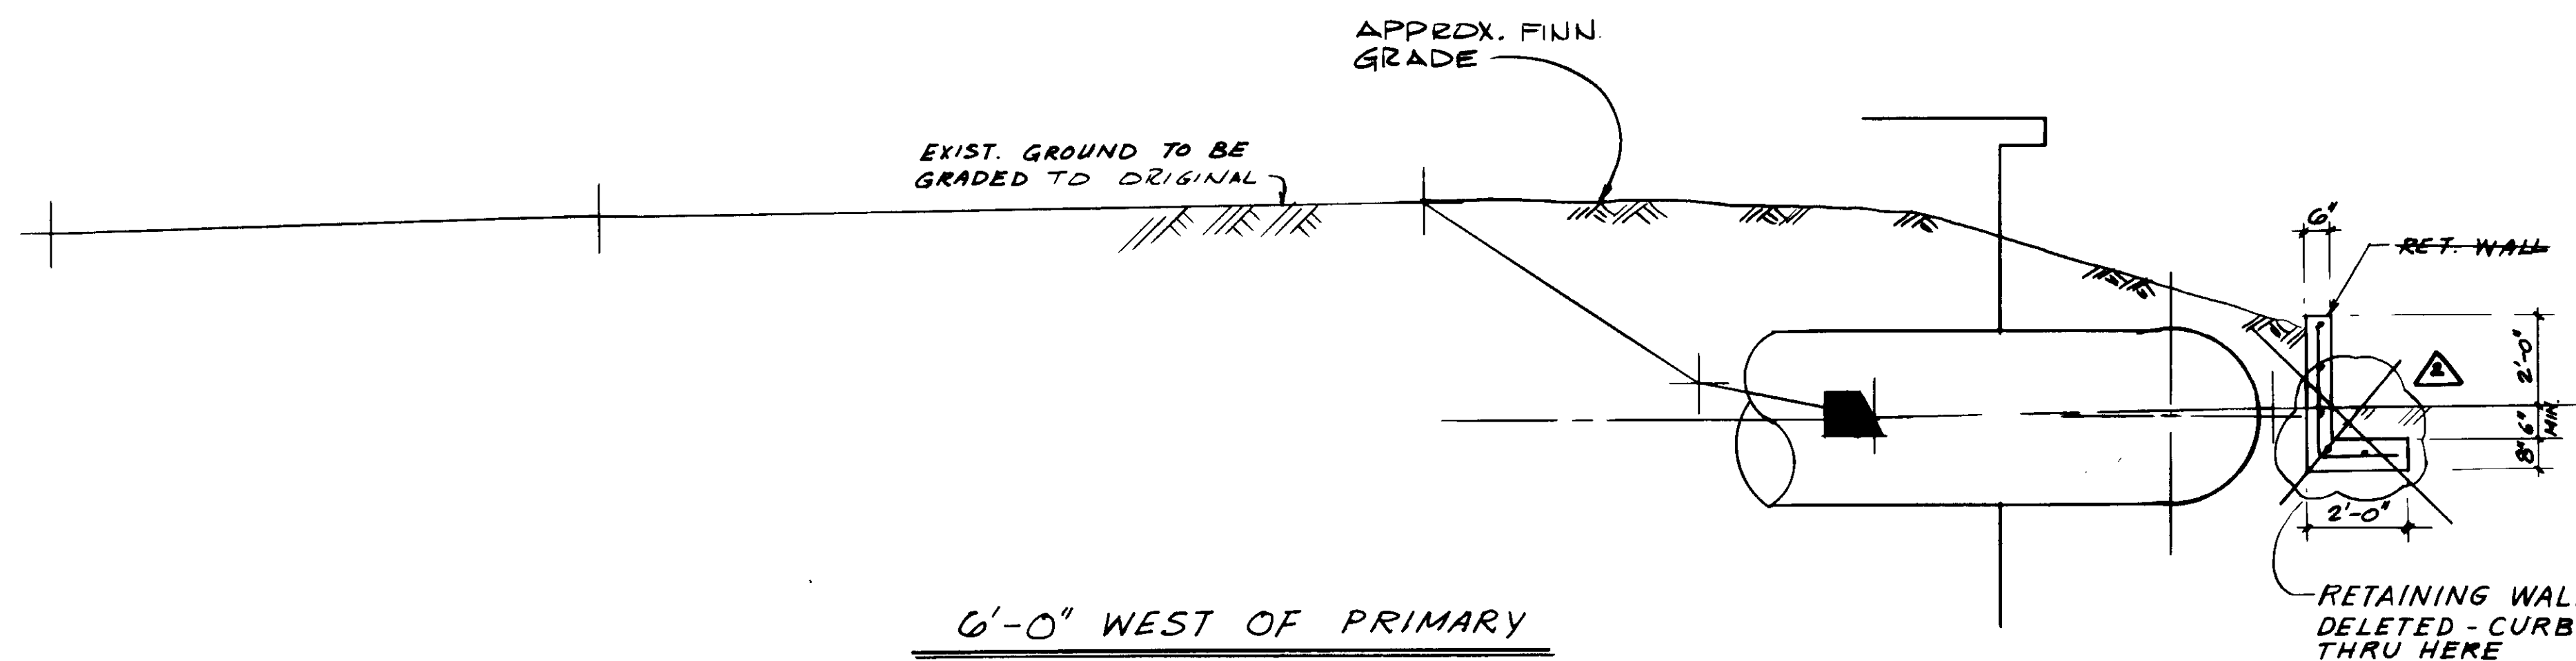 APPROX. FINN.
GRADE
EXIST. GROUND TO BE
GRADED TO ORIGINAL
6"
RET. WALL
2
2'-0"
6"
MIN.
8"
2'-0"
RETAINING WAL
DELETED - CURB
THRU HERE
6'-0" WEST OF PRIMARY